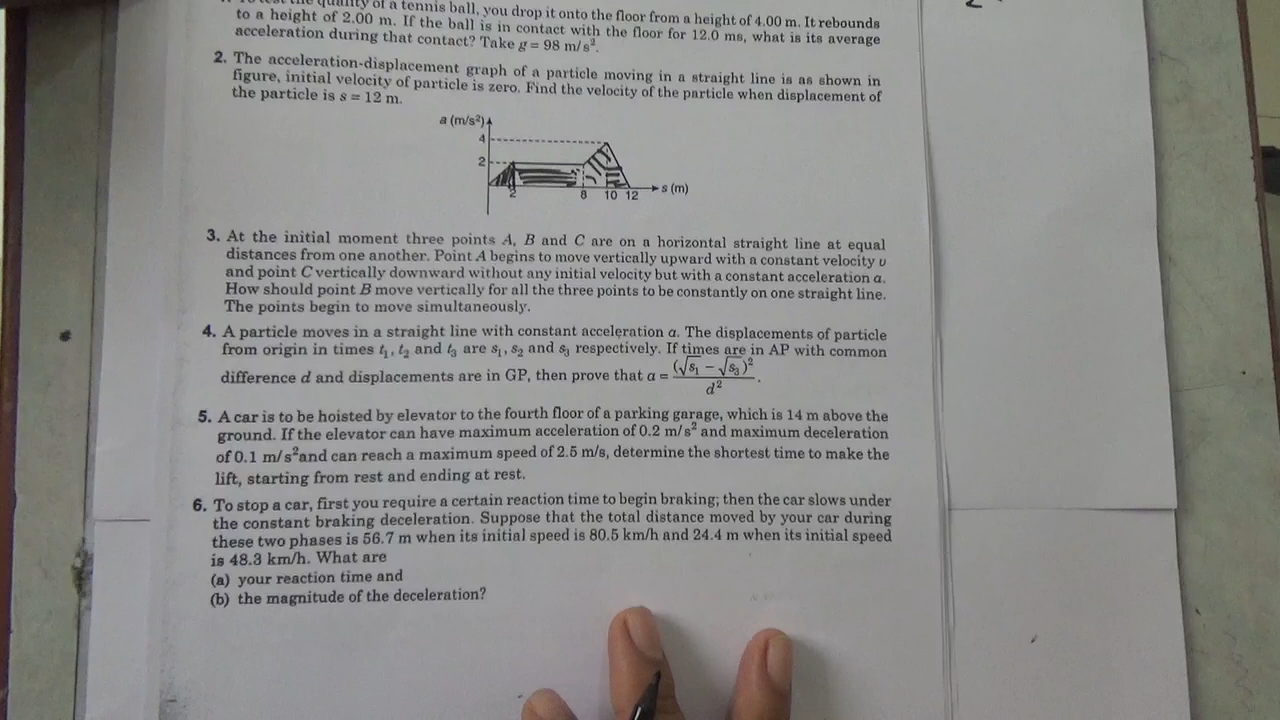 quality of a tennis ball, you drop it onto the floor from a height of 4.00 m. It rebounds
to a height of 2.00 m. If the ball is in contact with the floor for 12.0 ms, what is its average
acceleration during that contact? Take g = 98 m/s².
2. The acceleration-displacement graph of a particle moving in a straight line is as shown in
figure, initial velocity of particle is zero. Find the velocity of the particle when displacement of
the particle is s = 12 m.
a (m/s²)
4
2
2 8 10 12 s (m)
3. At the initial moment three points A, B and C are on a horizontal straight line at equal
distances from one another. Point A begins to move vertically upward with a constant velocity υ
and point C vertically downward without any initial velocity but with a constant acceleration a.
How should point B move vertically for all the three points to be constantly on one straight line.
The points begin to move simultaneously.
4. A particle moves in a straight line with constant acceleration a. The displacements of particle
from origin in times t₁, t₂ and t₃ are s₁, s₂ and s₃ respectively. If times are in AP with common
difference d and displacements are in GP, then prove that a = (√s₁ − √s₃)² / d².
5. A car is to be hoisted by elevator to the fourth floor of a parking garage, which is 14 m above the
ground. If the elevator can have maximum acceleration of 0.2 m/s² and maximum deceleration
of 0.1 m/s² and can reach a maximum speed of 2.5 m/s, determine the shortest time to make the
lift, starting from rest and ending at rest.
6. To stop a car, first you require a certain reaction time to begin braking; then the car slows under
the constant braking deceleration. Suppose that the total distance moved by your car during
these two phases is 56.7 m when its initial speed is 80.5 km/h and 24.4 m when its initial speed
is 48.3 km/h. What are
(a) your reaction time and
(b) the magnitude of the deceleration?